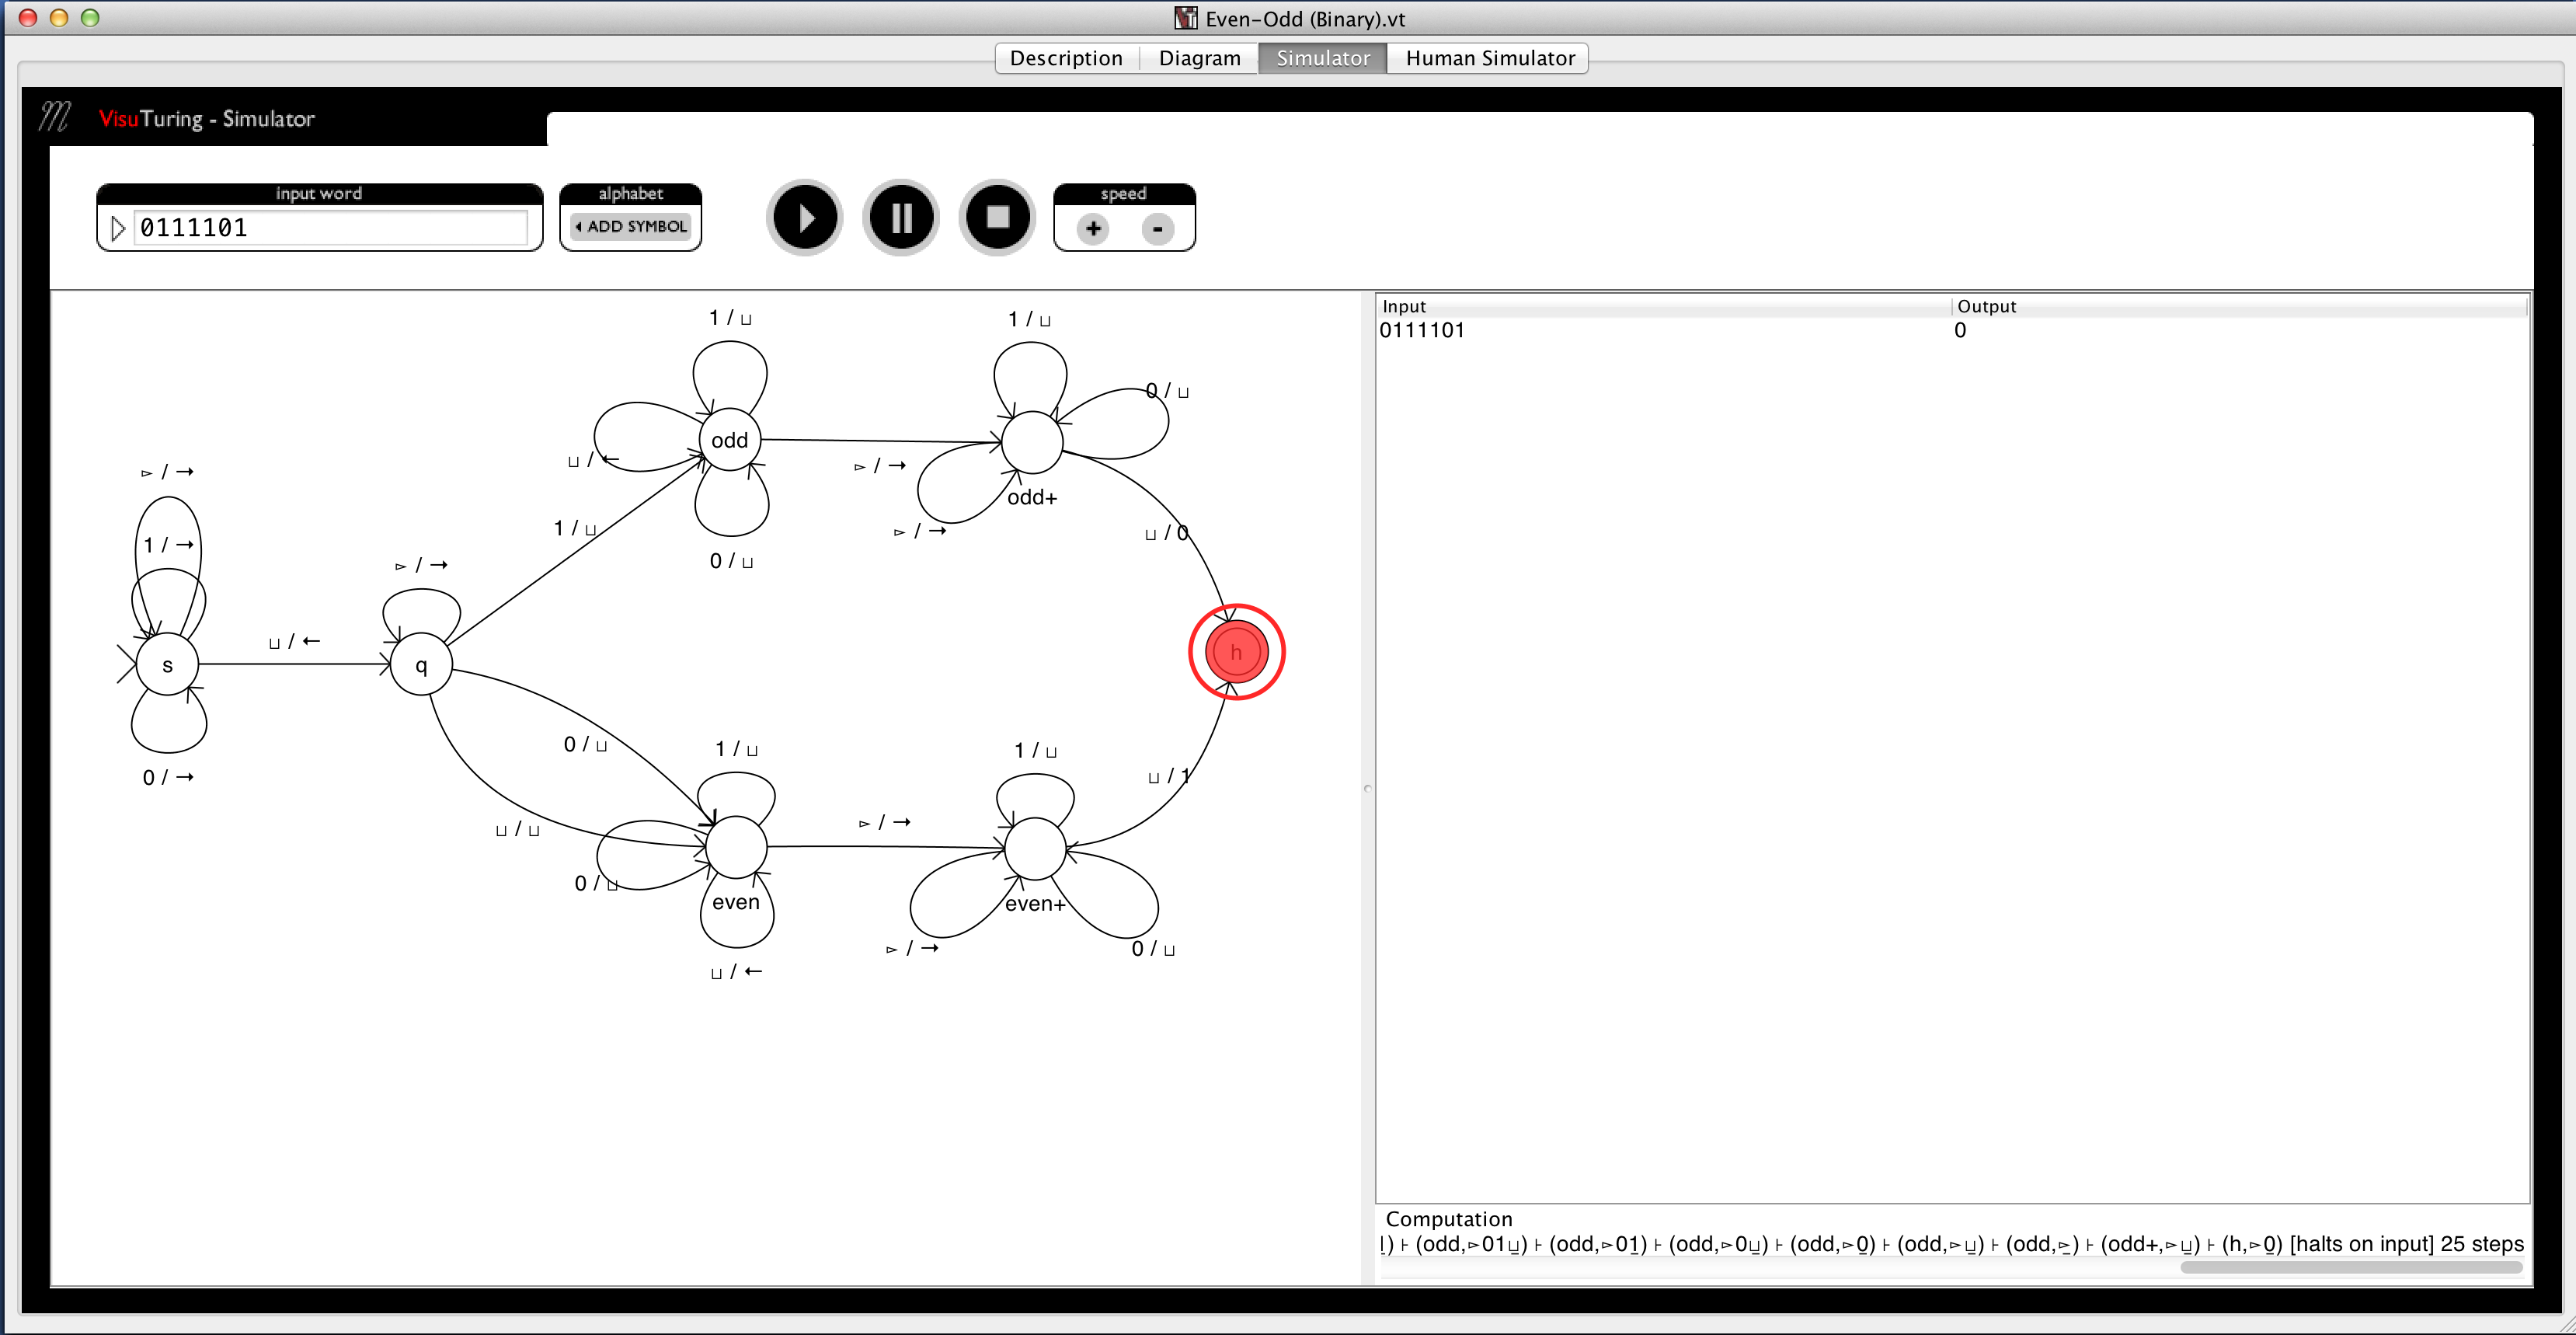 Even-Odd (Binary).vt
Description Diagram Simulator Human Simulator
VisuTuring - Simulator
input word
alphabet
speed
0111101
ADD SYMBOL
+ -
Input Output
0111101 0
1 / ⊔
1 / ⊔
0 / ⊔
odd
⊔ / ←
▻ / →
▻ / →
odd+
1 / ⊔
▻ / →
⊔ / 0
1 / →
0 / ⊔
▻ / →
⊔ / ←
h
s
q
0 / ⊔
1 / ⊔
1 / ⊔
0 / →
⊔ / 1
▻ / →
⊔ / ⊔
0 / ⊔
even
even+
▻ / →
0 / ⊔
⊔ / ←
Computation
) ⊦ (odd,▻01⊔) ⊦ (odd,▻01) ⊦ (odd,▻0⊔) ⊦ (odd,▻0) ⊦ (odd,▻⊔) ⊦ (odd,▻) ⊦ (odd+,▻⊔) ⊦ (h,▻0) [halts on input] 25 steps